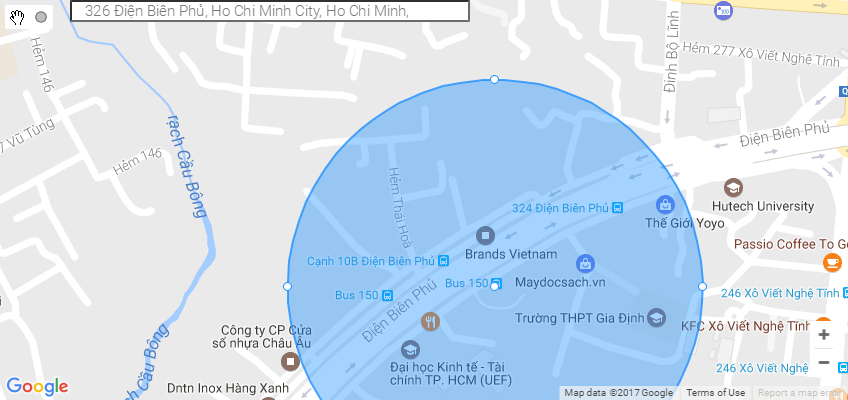 326 Điện Biên Phủ, Ho Chi Minh City, Ho Chi Minh,
Hẻm 277 Xô Viết Nghệ Tĩnh
Hẻm 146
Đinh Bộ Lĩnh
7 Vũ Tùng
rạch Cầu Bông
Điện Biên Phủ
Hẻm 146
Hẻm Thái Hoà
Hutech University
324 Điện Biên Phủ
Thế Giới Yoyo
Passio Coffee To G
Brands Vietnam
Cạnh 10B Điện Biên Phủ
Maydocsach.vn
Bus 150
Bus 150
246 Xô Viết Nghệ Tĩnh
Điện Biên Phủ
Trường THPT Gia Định
KFC Xô Viết Nghệ Tĩnh
Công ty CP Cửa
sổ nhựa Châu Âu
Đại học Kinh tế - Tài
chính TP. HCM (UEF)
246 Xô Viết
ch Cầu Bông
Dntn Inox Hàng Xanh
Google
Map data ©2017 Google
Terms of Use
Report a map error